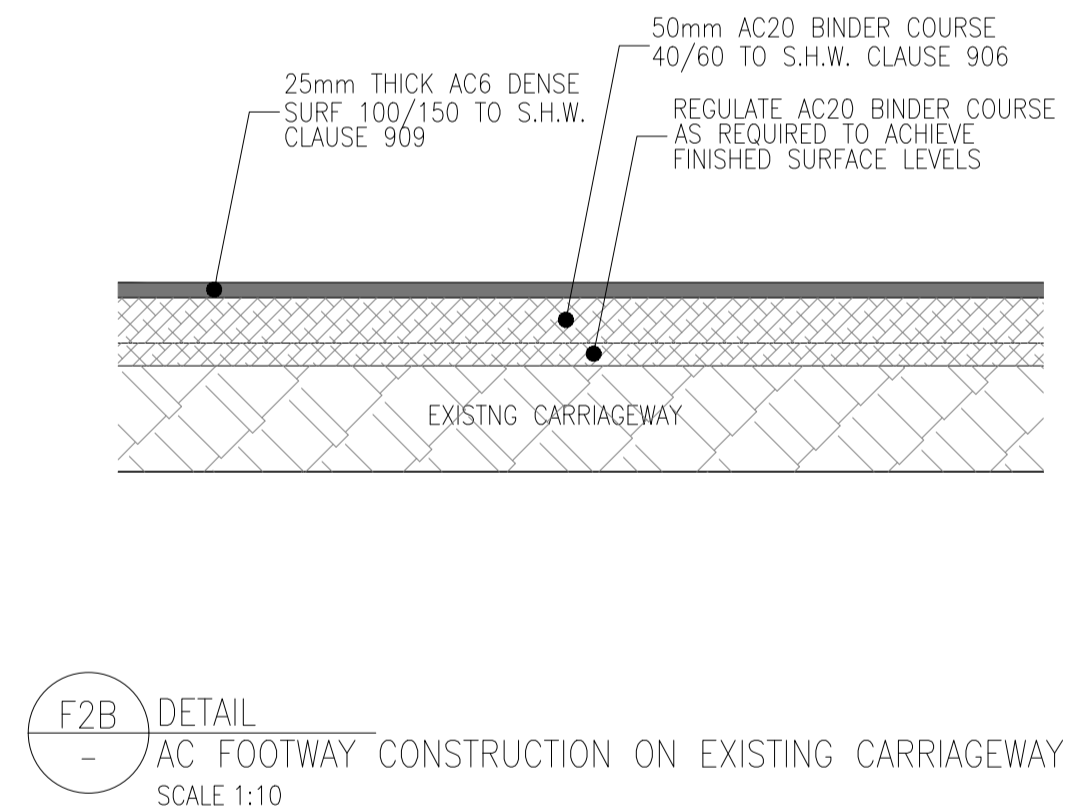 50mm AC20 BINDER COURSE
40/60 TO S.H.W. CLAUSE 906
25mm THICK AC6 DENSE
SURF 100/150 TO S.H.W.
CLAUSE 909
REGULATE AC20 BINDER COURSE
AS REQUIRED TO ACHIEVE
FINISHED SURFACE LEVELS
EXISTNG CARRIAGEWAY
F2B
-
DETAIL
AC FOOTWAY CONSTRUCTION ON EXISTING CARRIAGEWAY
SCALE 1:10